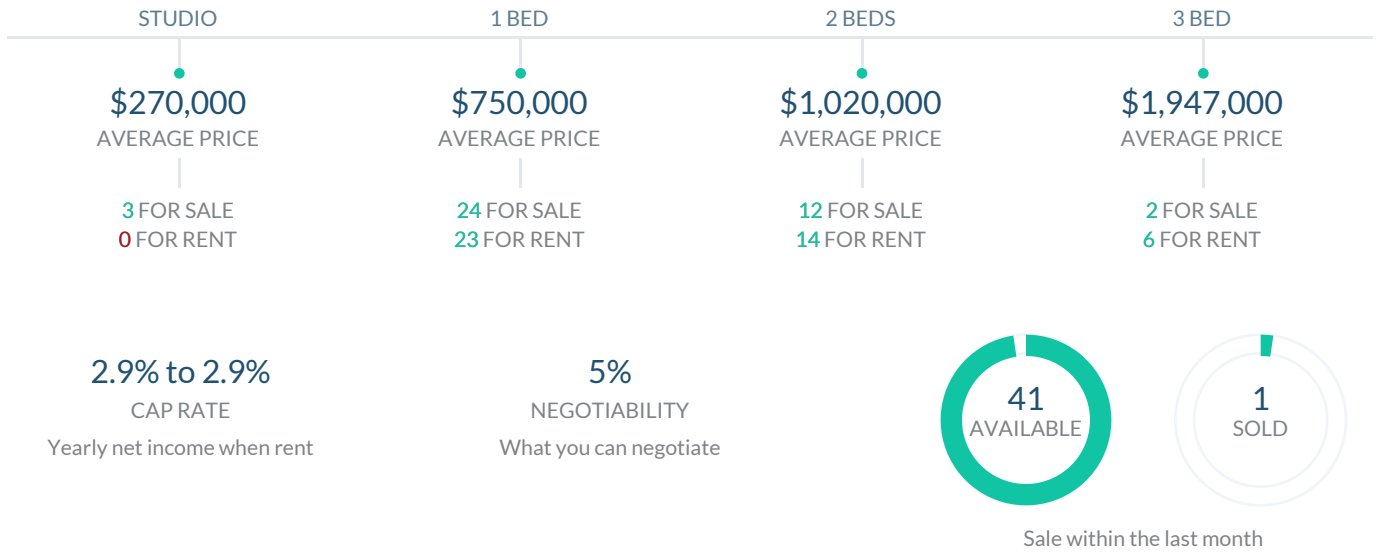 STUDIO
1 BED
2 BEDS
3 BED
$270,000
$750,000
$1,020,000
$1,947,000
AVERAGE PRICE
AVERAGE PRICE
AVERAGE PRICE
AVERAGE PRICE
3 FOR SALE
24 FOR SALE
12 FOR SALE
2 FOR SALE
0 FOR RENT
23 FOR RENT
14 FOR RENT
6 FOR RENT
2.9% to 2.9%
CAP RATE
Yearly net income when rent
5%
NEGOTIABILITY
What you can negotiate
41
AVAILABLE
1
SOLD
Sale within the last month